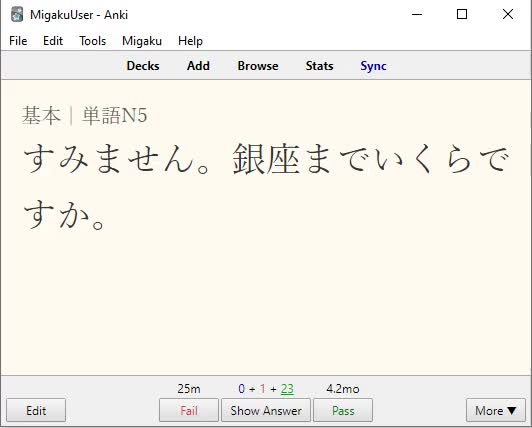 MigakuUser - Anki
File Edit Tools Migaku Help
Decks Add Browse Stats Sync
基本｜単語N5
すみません。銀座までいくらで
すか。
25m 0 + 1 + 23 4.2mo
Edit Fail Show Answer Pass More ▼